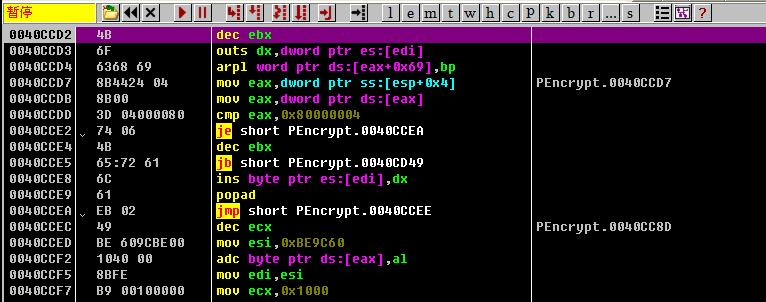 暂停 l e m t w h c p k b r ... s ?
0040CCD2 4B dec ebx
0040CCD3 6F outs dx,dword ptr es:[edi]
0040CCD4 6368 69 arpl word ptr ds:[eax+0x69],bp
0040CCD7 8B4424 04 mov eax,dword ptr ss:[esp+0x4] PEncrypt.0040CCD7
0040CCDB 8B00 mov eax,dword ptr ds:[eax]
0040CCDD 3D 04000080 cmp eax,0x80000004
0040CCE2 74 06 je short PEncrypt.0040CCEA
0040CCE4 4B dec ebx
0040CCE5 65:72 61 jb short PEncrypt.0040CD49
0040CCE8 6C ins byte ptr es:[edi],dx
0040CCE9 61 popad
0040CCEA EB 02 jmp short PEncrypt.0040CCEE
0040CCEC 49 dec ecx PEncrypt.0040CC8D
0040CCED BE 609CBE00 mov esi,0xBE9C60
0040CCF2 1040 00 adc byte ptr ds:[eax],al
0040CCF5 8BFE mov edi,esi
0040CCF7 B9 00100000 mov ecx,0x1000